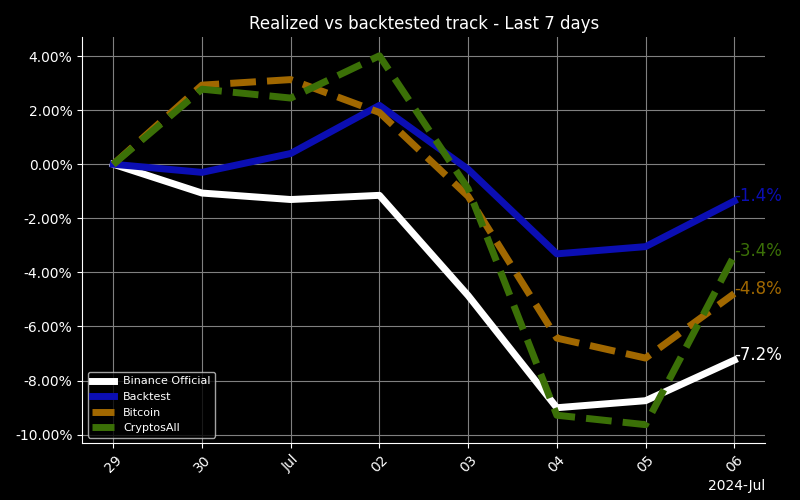 Realized vs backtested track - Last 7 days
4.00%
2.00%
0.00%
-2.00%
-4.00%
-6.00%
-8.00%
-10.00%
-1.4%
-3.4%
-4.8%
-7.2%
Binance Official
Backtest
Bitcoin
CryptosAll
29
30
Jul
02
03
04
05
06
2024-Jul